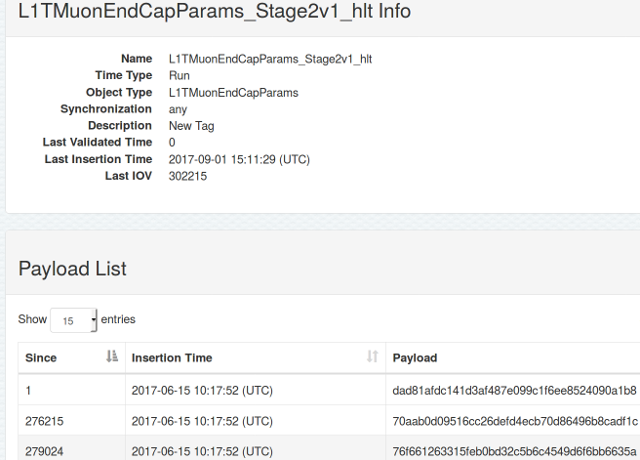 L1TMuonEndCapParams_Stage2v1_hlt Info
Name L1TMuonEndCapParams_Stage2v1_hlt
Time Type Run
Object Type L1TMuonEndCapParams
Synchronization any
Description New Tag
Last Validated Time 0
Last Insertion Time 2017-09-01 15:11:29 (UTC)
Last IOV 302215
Payload List
Show 15 entries
Since Insertion Time Payload
1 2017-06-15 10:17:52 (UTC) dad81afdc141d3af487e099c1f6ee8524090a1b8
276215 2017-06-15 10:17:52 (UTC) 70aab0d09516cc26defd4ecb70d86496b8cadf1c
279024 2017-06-15 10:17:52 (UTC) 76f661263315feb0bd32c5b6c4549d6f6bb6635a